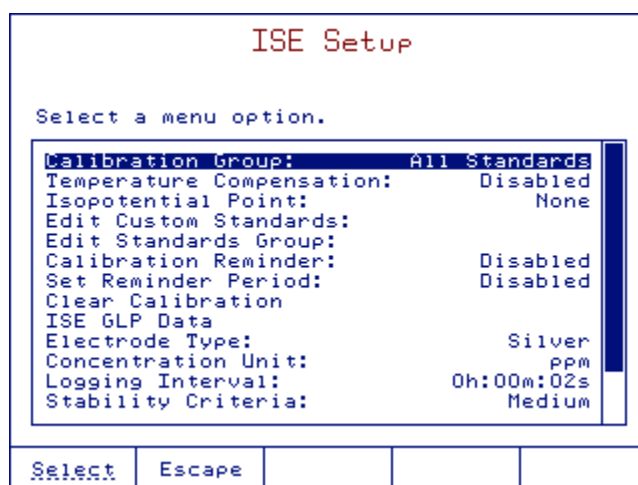 ISE Setup
Select a menu option.
Calibration Group: All Standards
Temperature Compensation: Disabled
Isopotential Point: None
Edit Custom Standards:
Edit Standards Group:
Calibration Reminder: Disabled
Set Reminder Period: Disabled
Clear Calibration
ISE GLP Data
Electrode Type: Silver
Concentration Unit: ppm
Logging Interval: 0h:00m:02s
Stability Criteria: Medium
Select Escape